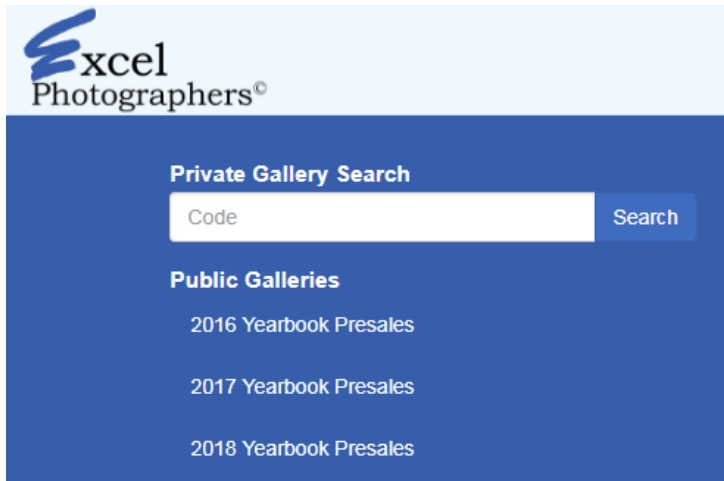 Excel
Photographers©
Private Gallery Search
Code
Search
Public Galleries
2016 Yearbook Presales
2017 Yearbook Presales
2018 Yearbook Presales